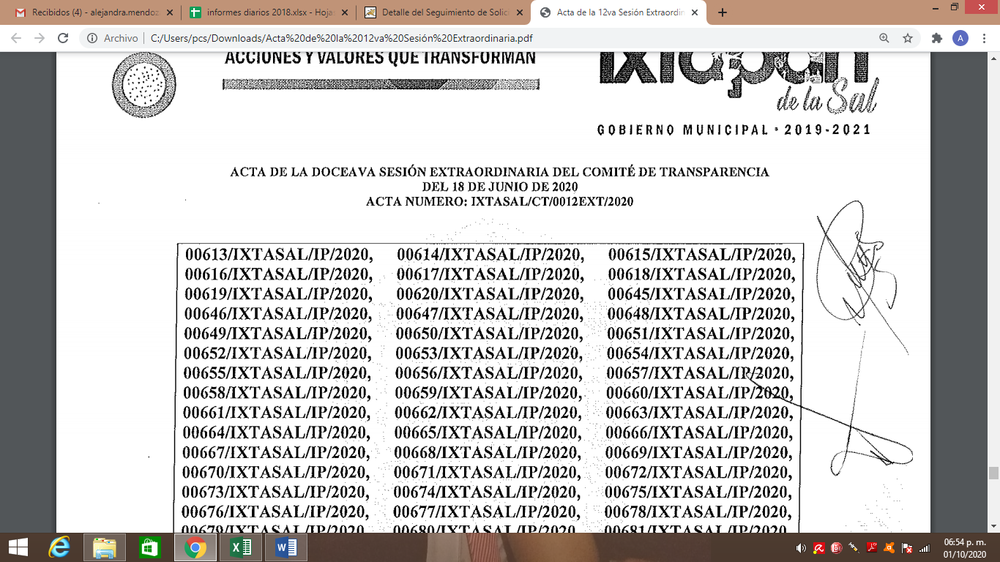 Recibidos (4) - alejandra.mendoz
informes diarios 2018.xlsx - Hoja
Detalle del Seguimiento de Solici
Acta de la 12va Sesión Extraordin
Archivo
C:/Users/pcs/Downloads/Acta%20de%20la%2012va%20Sesión%20Extraordinaria.pdf
A
ACCIONES Y VALORES QUE TRANSFORMAN
Ixtapan
de la Sal
GOBIERNO MUNICIPAL • 2019-2021
ACTA DE LA DOCEAVA SESIÓN EXTRAORDINARIA DEL COMITÉ DE TRANSPARENCIA
DEL 18 DE JUNIO DE 2020
ACTA NUMERO: IXTASAL/CT/0012EXT/2020
00613/IXTASAL/IP/2020, 00614/IXTASAL/IP/2020, 00615/IXTASAL/IP/2020,
00616/IXTASAL/IP/2020, 00617/IXTASAL/IP/2020, 00618/IXTASAL/IP/2020,
00619/IXTASAL/IP/2020, 00620/IXTASAL/IP/2020, 00645/IXTASAL/IP/2020,
00646/IXTASAL/IP/2020, 00647/IXTASAL/IP/2020, 00648/IXTASAL/IP/2020,
00649/IXTASAL/IP/2020, 00650/IXTASAL/IP/2020, 00651/IXTASAL/IP/2020,
00652/IXTASAL/IP/2020, 00653/IXTASAL/IP/2020, 00654/IXTASAL/IP/2020,
00655/IXTASAL/IP/2020, 00656/IXTASAL/IP/2020, 00657/IXTASAL/IP/2020,
00658/IXTASAL/IP/2020, 00659/IXTASAL/IP/2020, 00660/IXTASAL/IP/2020,
00661/IXTASAL/IP/2020, 00662/IXTASAL/IP/2020, 00663/IXTASAL/IP/2020,
00664/IXTASAL/IP/2020, 00665/IXTASAL/IP/2020, 00666/IXTASAL/IP/2020,
00667/IXTASAL/IP/2020, 00668/IXTASAL/IP/2020, 00669/IXTASAL/IP/2020,
00670/IXTASAL/IP/2020, 00671/IXTASAL/IP/2020, 00672/IXTASAL/IP/2020,
00673/IXTASAL/IP/2020, 00674/IXTASAL/IP/2020, 00675/IXTASAL/IP/2020,
00676/IXTASAL/IP/2020, 00677/IXTASAL/IP/2020, 00678/IXTASAL/IP/2020,
00679/IXTASAL/IP/2020, 00680/IXTASAL/IP/2020, 00681/IXTASAL/IP/2020,
06:54 p. m.
01/10/2020